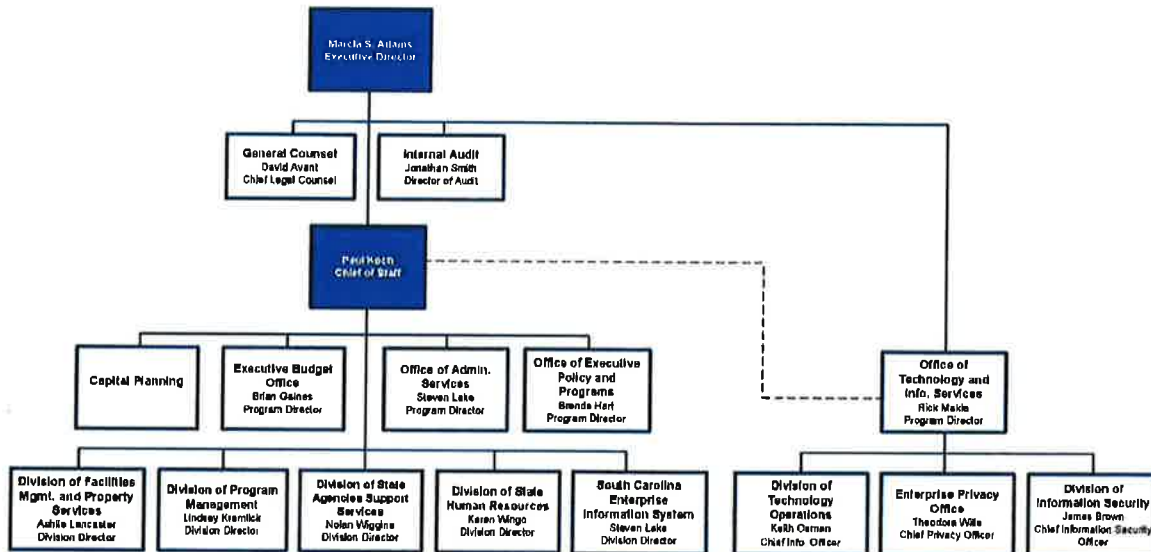 Marcia S. Adams
Executive Director
General Counsel
David Avant
Chief Legal Counsel
Internal Audit
Jonathan Smith
Director of Audit
Paul Koch
Chief of Staff
Capital Planning
Executive Budget
Office
Brian Gaines
Program Director
Office of Admin.
Services
Steven Lake
Program Director
Office of Executive
Policy and
Programs
Brenda Hart
Program Director
Office of
Technology and
Info. Services
Rick Makla
Program Director
Division of Facilities
Mgmt. and Property
Services
Ashlie Lancaster
Division Director
Division of Program
Management
Lindsey Kremlick
Division Director
Division of State
Agencies Support
Services
Nolan Wiggins
Division Director
Division of State
Human Resources
Karen Wingo
Division Director
South Carolina
Enterprise
Information System
Steven Lake
Division Director
Division of
Technology
Operations
Keith
Chief Info. Officer
Enterprise Privacy
Office
Theodora Wills
Chief Privacy Officer
Division of
Information Security
James Brown
Chief Information Security
Officer